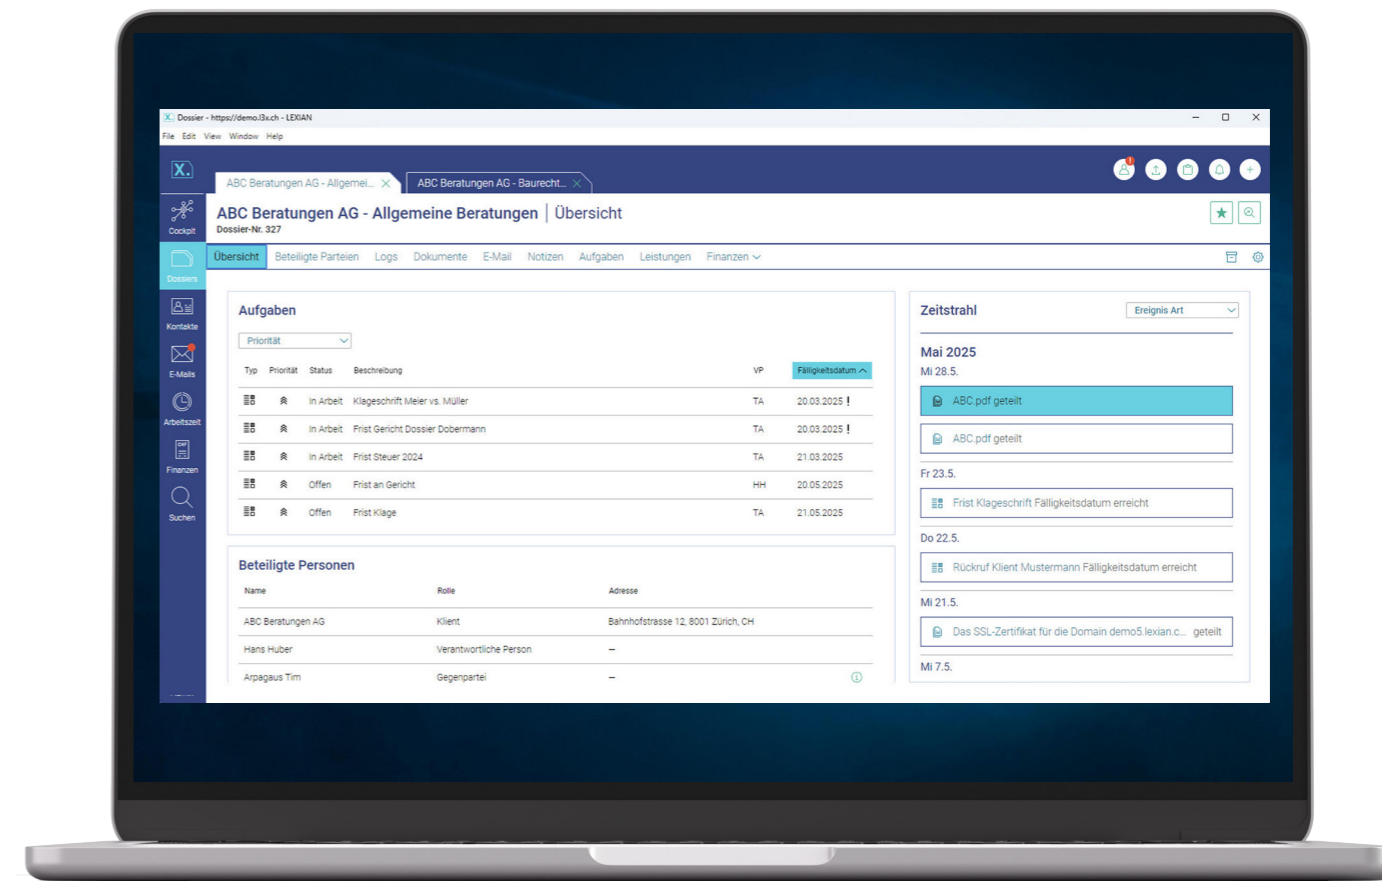 X. Dossier - https://demo.l3x.ch - LEXIAN
File Edit View Window Help
X.
ABC Beratungen AG - Allgemei...
ABC Beratungen AG - Baurecht...
Cockpit
Dossiers
Kontakte
E-Mails
Arbeitszeit
CHF
Finanzen
Suchen
ABC Beratungen AG - Allgemeine Beratungen | Übersicht
Dossier-Nr. 327
Übersicht Beteiligte Parteien Logs Dokumente E-Mail Notizen Aufgaben Leistungen Finanzen
Aufgaben
Priorität
Typ Priorität Status Beschreibung VP Fälligkeitsdatum
In Arbeit Klageschrift Meier vs. Müller TA 20.03.2025 !
In Arbeit Frist Gericht Dossier Dobermann TA 20.03.2025 !
In Arbeit Frist Steuer 2024 TA 21.03.2025
Offen Frist an Gericht HH 20.05.2025
Offen Frist Klage TA 21.05.2025
Beteiligte Personen
Name Rolle Adresse
ABC Beratungen AG Klient Bahnhofstrasse 12, 8001 Zürich, CH
Hans Huber Verantwortliche Person –
Arpagaus Tim Gegenpartei –
Zeitstrahl
Ereignis Art
Mai 2025
Mi 28.5.
ABC.pdf geteilt
ABC.pdf geteilt
Fr 23.5.
Frist Klageschrift Fälligkeitsdatum erreicht
Do 22.5.
Rückruf Klient Mustermann Fälligkeitsdatum erreicht
Mi 21.5.
Das SSL-Zertifikat für die Domain demo5.lexian.c... geteilt
Mi 7.5.